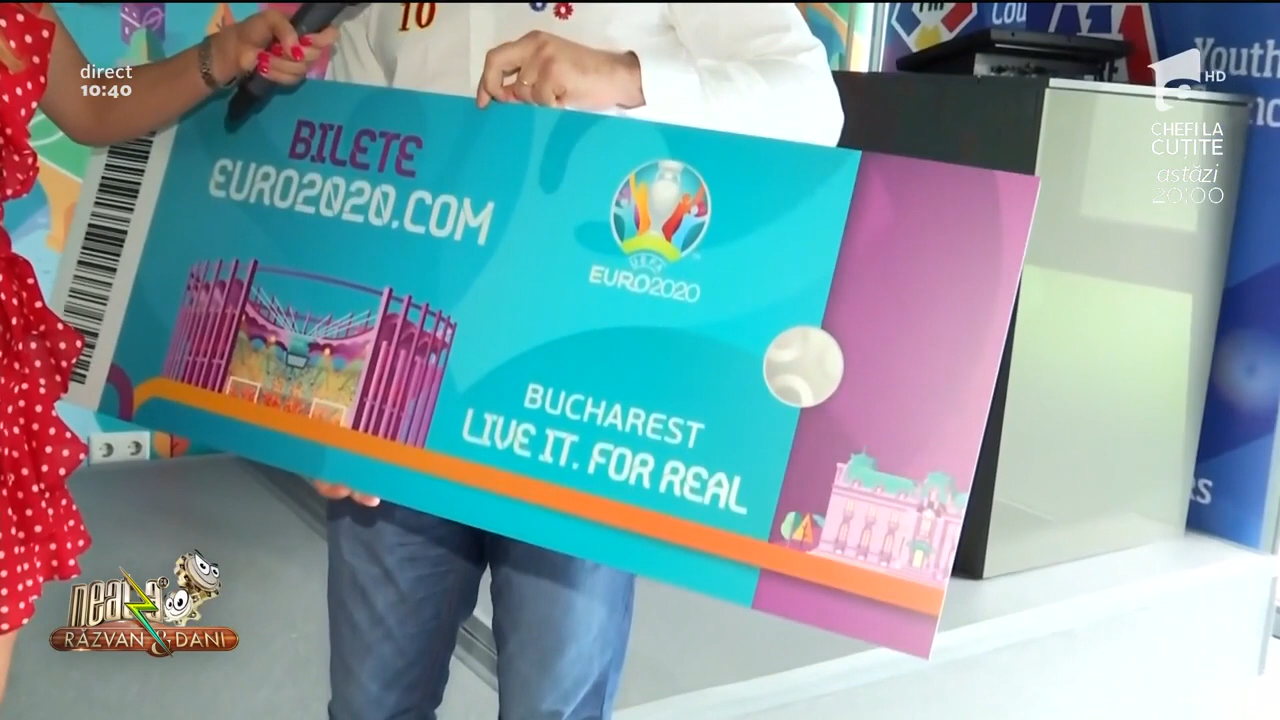 direct
10:40
10
HD
CHEFI LA
CUȚITE
astăzi
20:00
Youth
BILETE
EURO2020.COM
UEFA
EURO2020
BUCHAREST
LIVE IT. FOR REAL
neatza
RĂZVAN & DANI